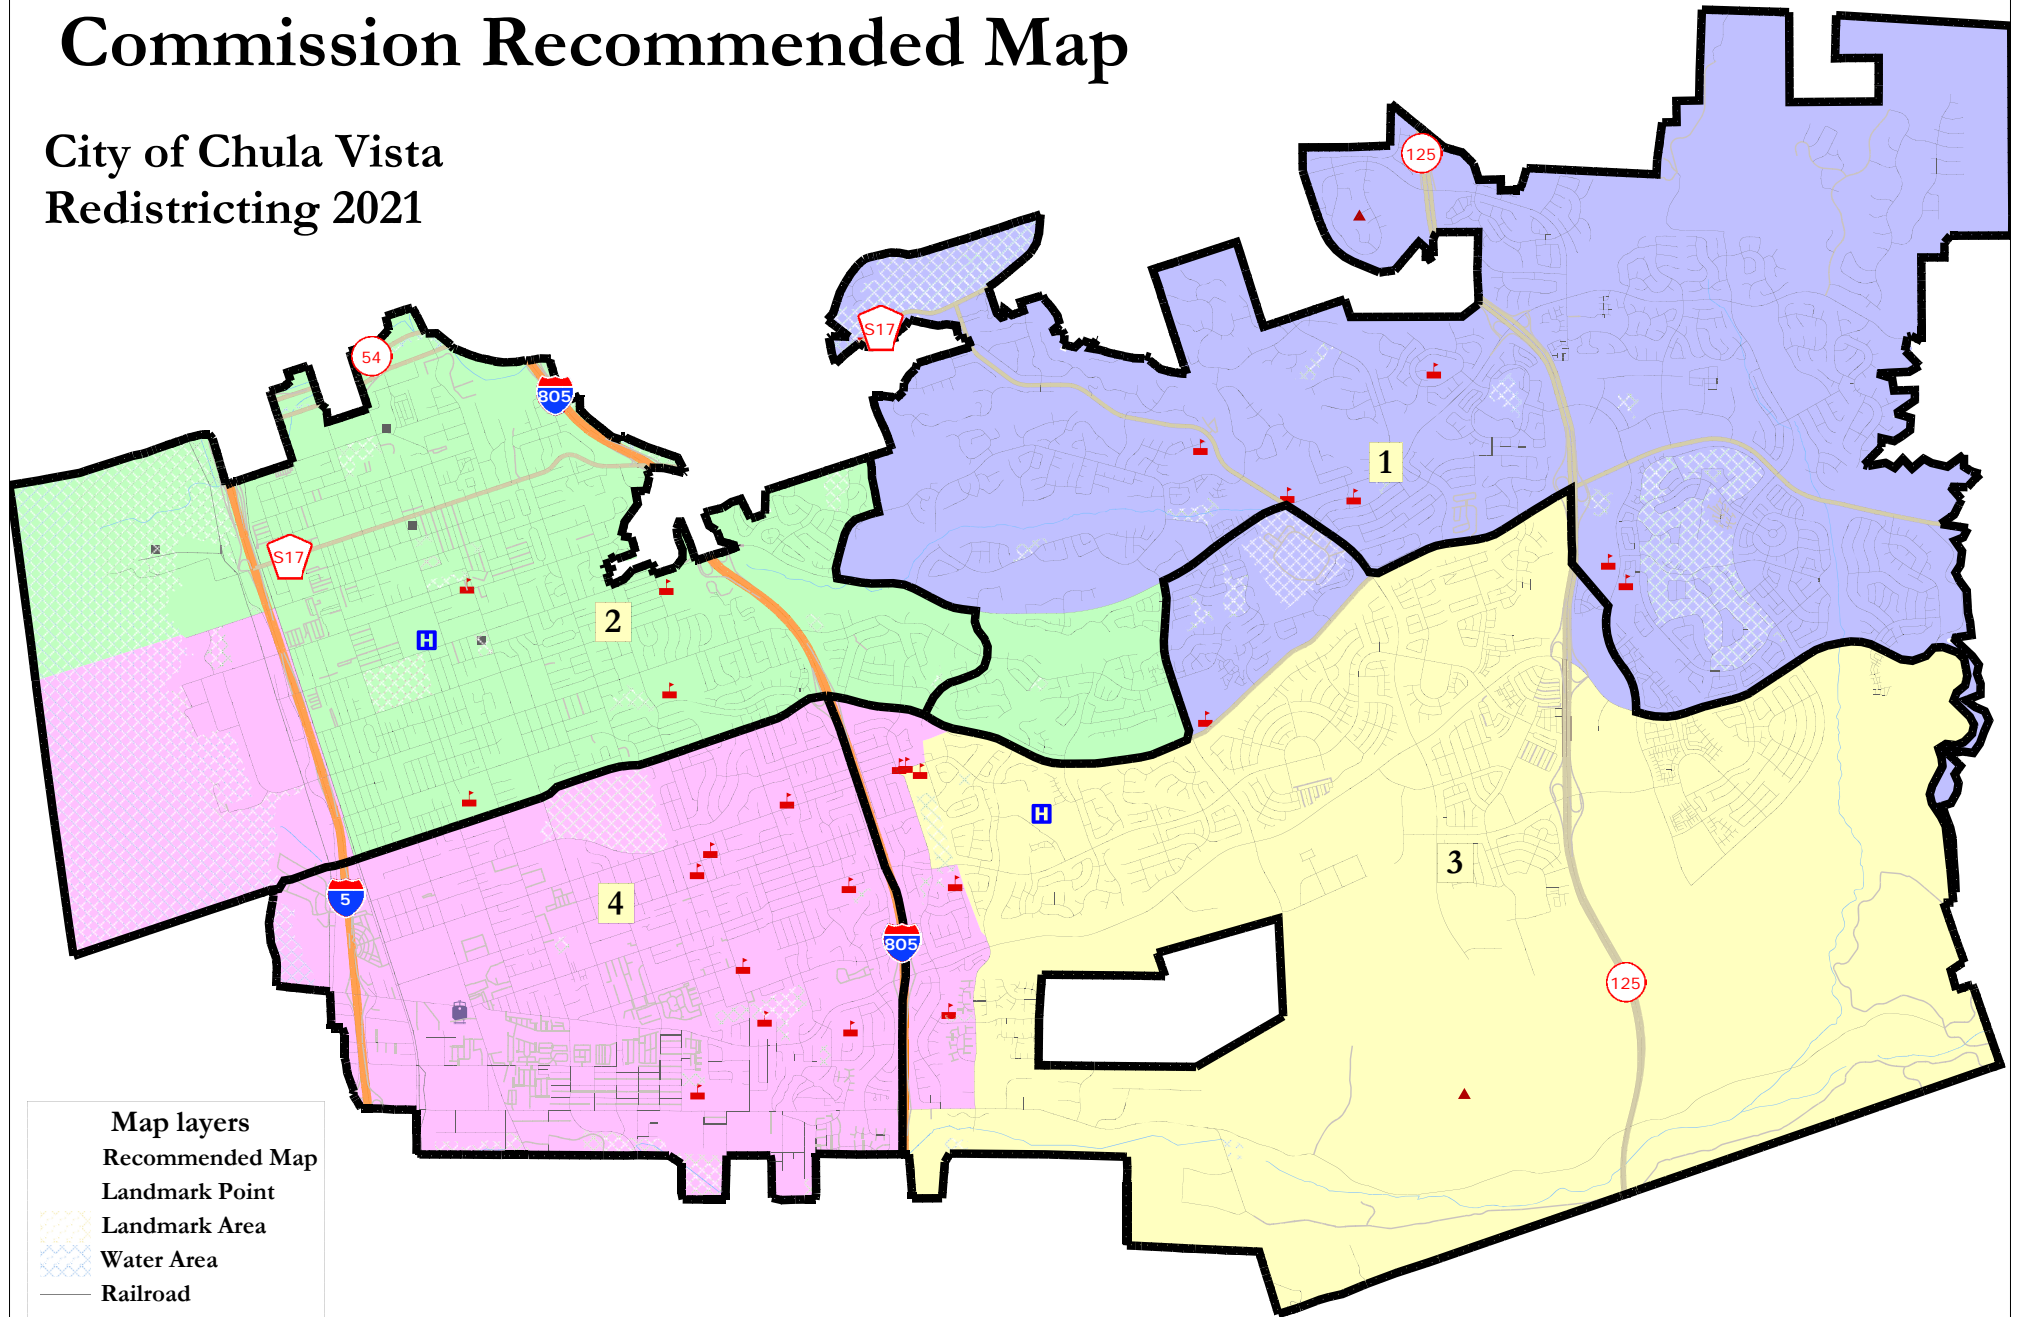 Commission Recommended Map
City of Chula Vista
Redistricting 2021
125
S17
54
805
1
S17
2
H
H
3
4
5
805
125
Map layers
Recommended Map
Landmark Point
Landmark Area
Water Area
Railroad